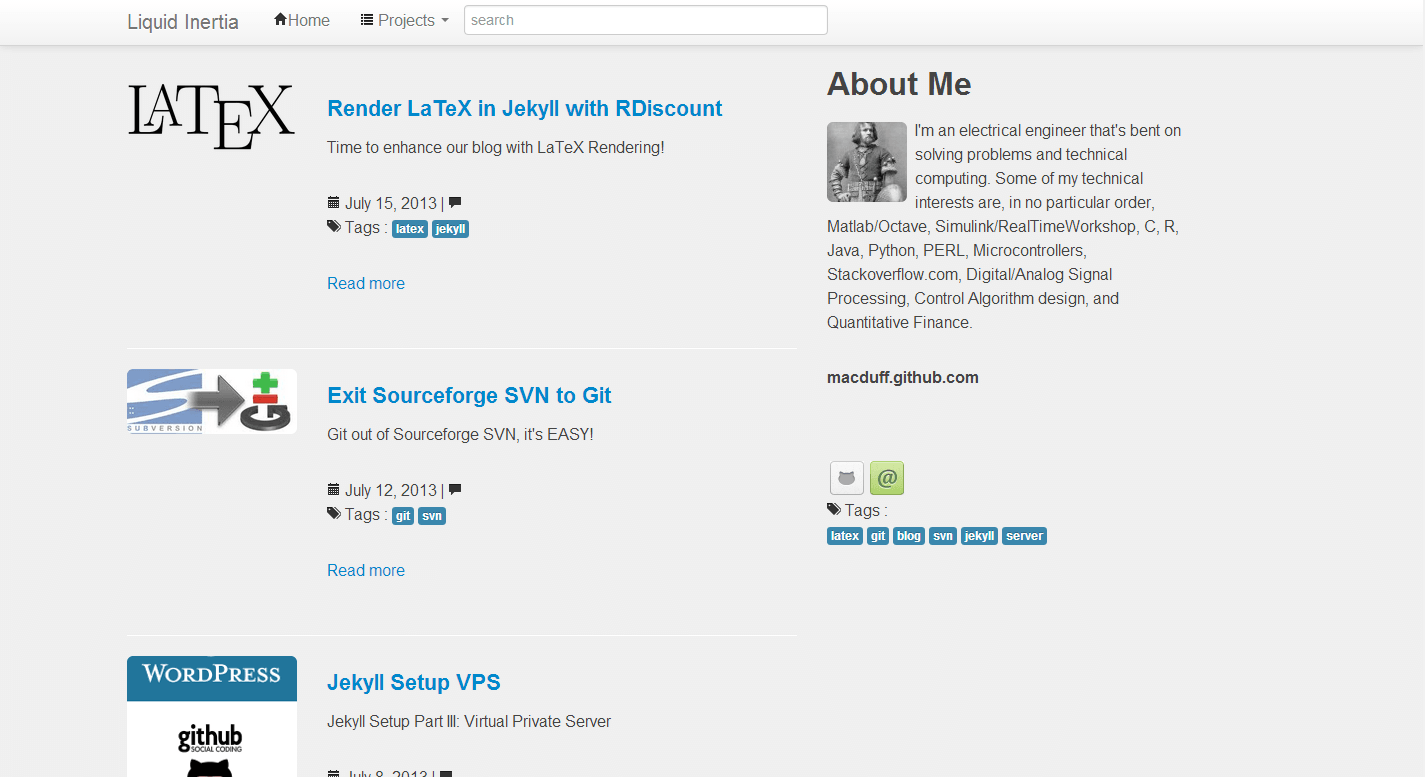 Liquid Inertia
Home
Projects
search
LATEX
Render LaTeX in Jekyll with RDiscount
Time to enhance our blog with LaTeX Rendering!
July 15, 2013 |
Tags : latex jekyll
Read more
SUBVERSION
Exit Sourceforge SVN to Git
Git out of Sourceforge SVN, it's EASY!
July 12, 2013 |
Tags : git svn
Read more
WORDPRESS
github
SOCIAL CODING
Jekyll Setup VPS
Jekyll Setup Part III: Virtual Private Server
July 8, 2013 |
About Me
I'm an electrical engineer that's bent on
solving problems and technical
computing. Some of my technical
interests are, in no particular order,
Matlab/Octave, Simulink/RealTimeWorkshop, C, R,
Java, Python, PERL, Microcontrollers,
Stackoverflow.com, Digital/Analog Signal
Processing, Control Algorithm design, and
Quantitative Finance.
macduff.github.com
@
Tags :
latex git blog svn jekyll server